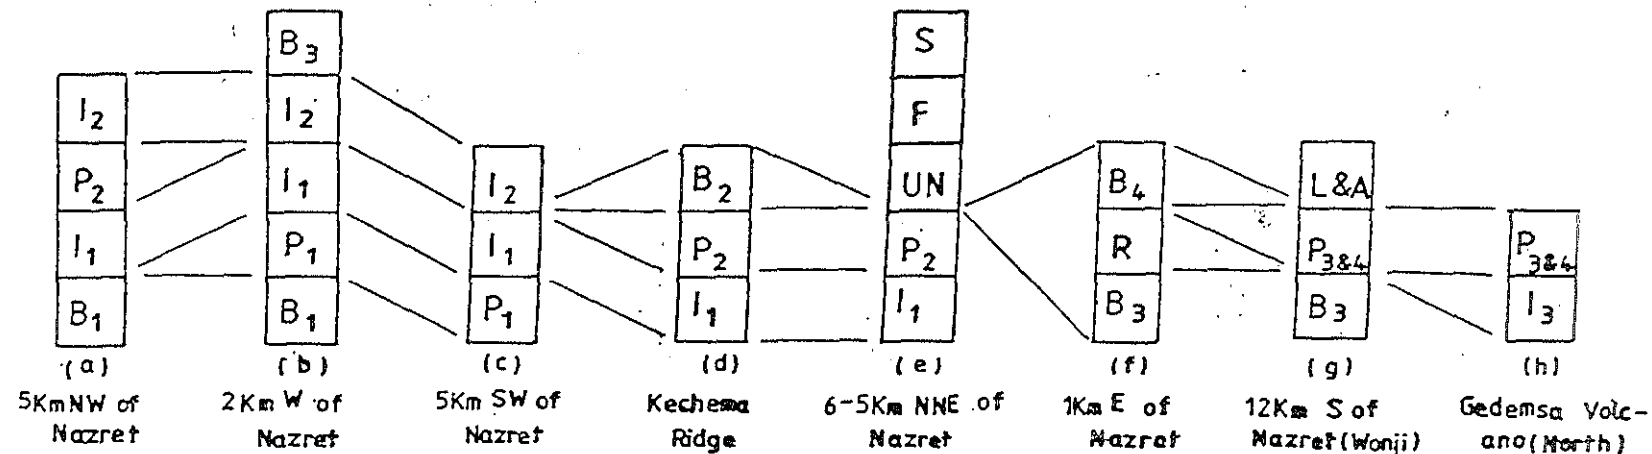 I2
P2
I1
B1
(a)
5Km NW of
Nazret
B3
I2
I1
P1
B1
(b)
2Km W of
Nazret
I2
I1
P1
(c)
5Km SW of
Nazret
B2
P2
I1
(d)
Kechema
Ridge
S
F
UN
P2
I1
(e)
6-5Km NNE of
Nazret
B4
R
B3
(f)
1Km E of
Nazret
L&A
P3&4
B3
(g)
12Km S of
Nazret (Wonji)
P3&4
I3
(h)
Gedemsa Volc-
ano (North)